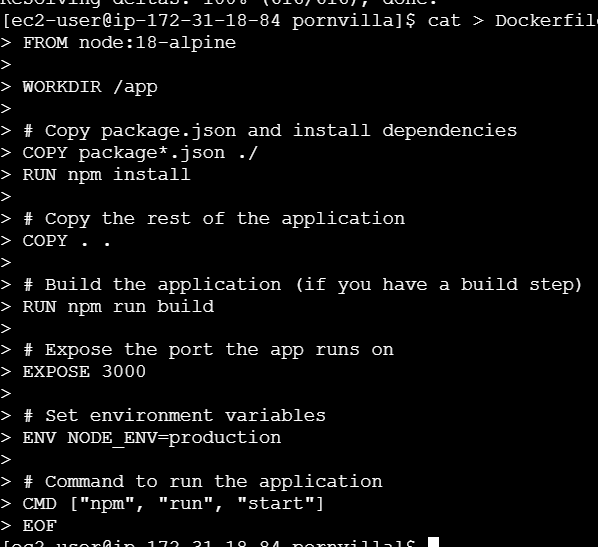 Resolving deltas: 100% (616/616), done.
[ec2-user@ip-172-31-18-84 pornvilla]$ cat > Dockerfil
> FROM node:18-alpine
>
> WORKDIR /app
>
> # Copy package.json and install dependencies
> COPY package*.json ./
> RUN npm install
>
> # Copy the rest of the application
> COPY . .
>
> # Build the application (if you have a build step)
> RUN npm run build
>
> # Expose the port the app runs on
> EXPOSE 3000
>
> # Set environment variables
> ENV NODE_ENV=production
>
> # Command to run the application
> CMD ["npm", "run", "start"]
> EOF
[ec2-user@ip-172-31-18-84 pornvilla]$